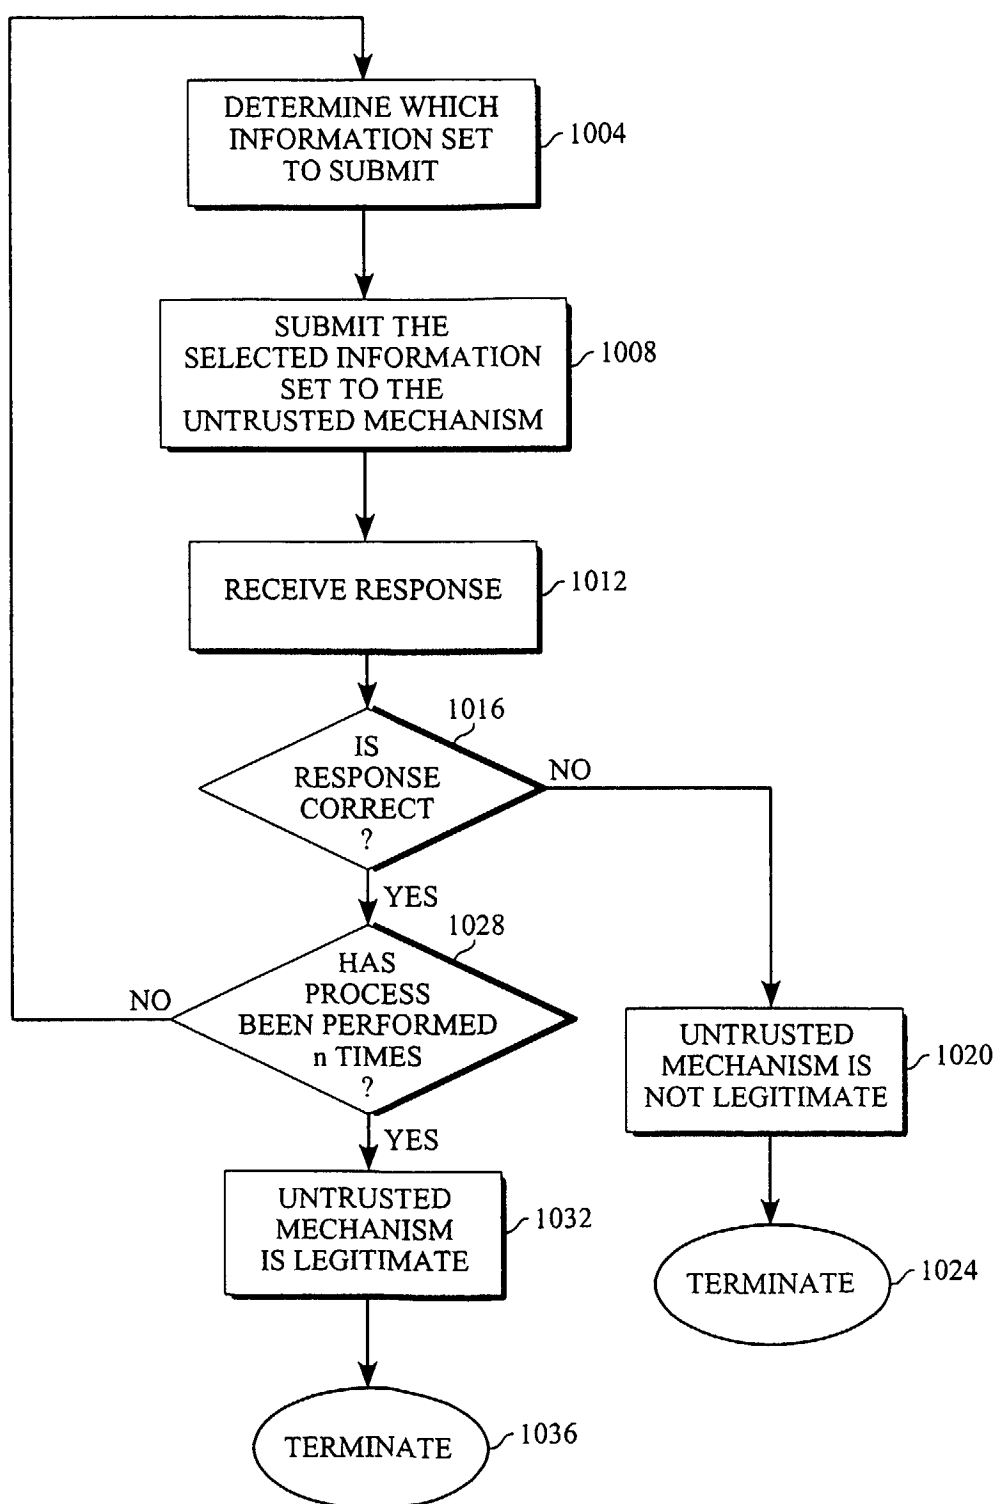 DETERMINE WHICH
INFORMATION SET
TO SUBMIT
1004
SUBMIT THE
SELECTED INFORMATION
SET TO THE
UNTRUSTED MECHANISM
1008
RECEIVE RESPONSE
1012
1016
IS
RESPONSE
CORRECT
?
NO
YES
1028
HAS
PROCESS
BEEN PERFORMED
n TIMES
?
NO
YES
UNTRUSTED
MECHANISM IS
NOT LEGITIMATE
1020
UNTRUSTED
MECHANISM
IS LEGITIMATE
1032
TERMINATE
1024
TERMINATE
1036